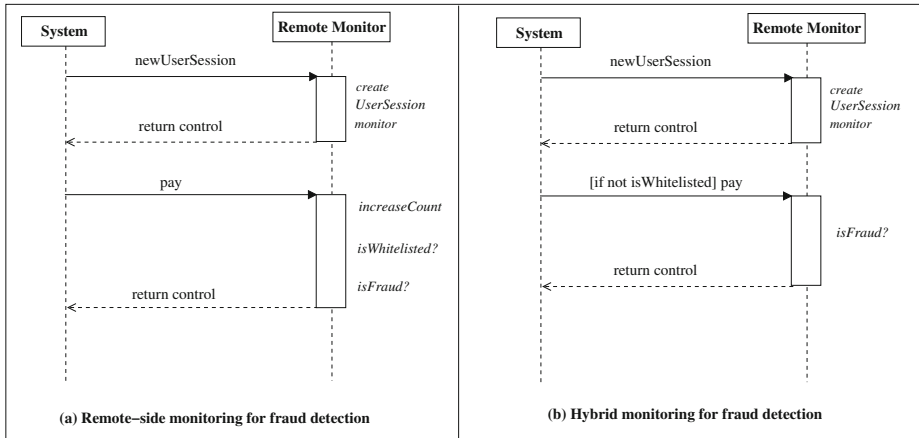 System
Remote Monitor
newUserSession
create
UserSession
monitor
return control
pay
increaseCount
isWhitelisted?
isFraud?
return control
(a) Remote−side monitoring for fraud detection
System
Remote Monitor
newUserSession
create
UserSession
monitor
return control
[if not isWhitelisted] pay
isFraud?
return control
(b) Hybrid monitoring for fraud detection